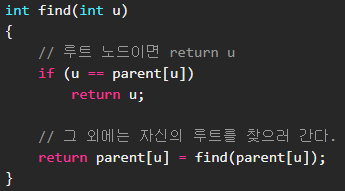 int find(int u)
{
    // 루트 노드이면 return u
    if (u == parent[u])
        return u;

    // 그 외에는 자신의 루트를 찾으러 간다.
    return parent[u] = find(parent[u]);
}